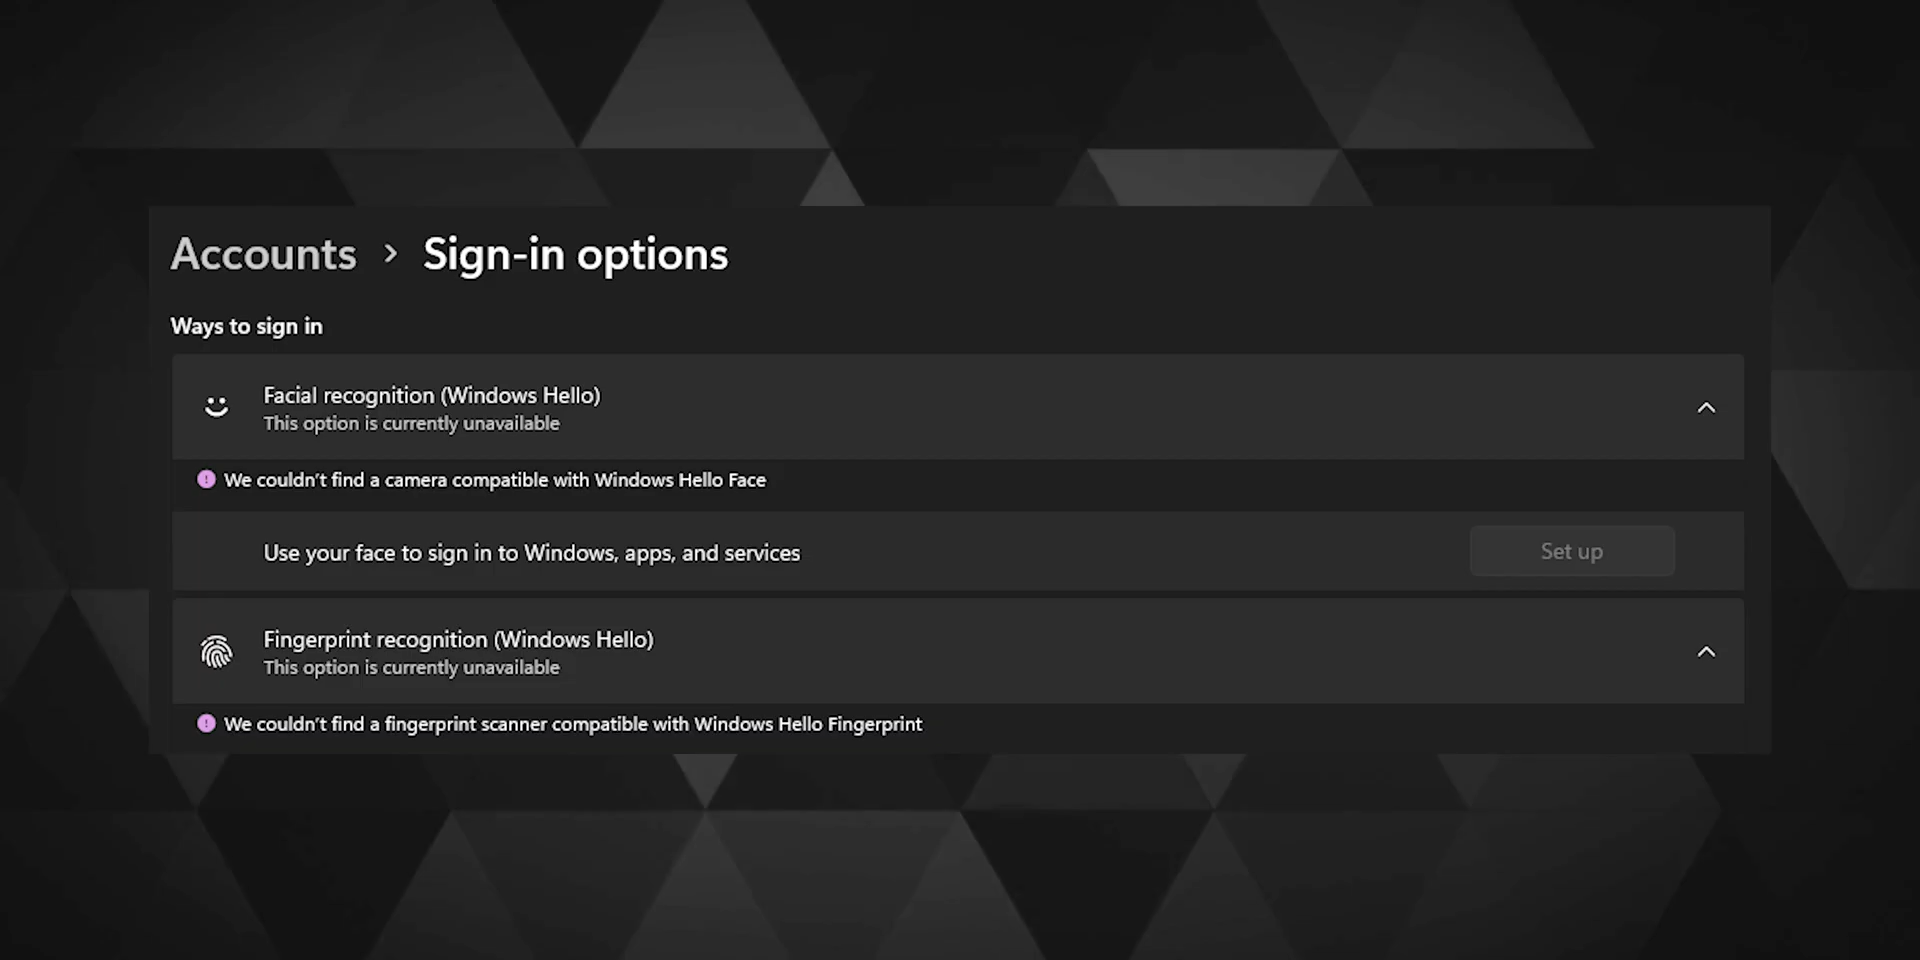 Accounts > Sign-in options
Ways to sign in
Facial recognition (Windows Hello)
This option is currently unavailable
We couldn't find a camera compatible with Windows Hello Face
Use your face to sign in to Windows, apps, and services
Set up
Fingerprint recognition (Windows Hello)
This option is currently unavailable
We couldn't find a fingerprint scanner compatible with Windows Hello Fingerprint